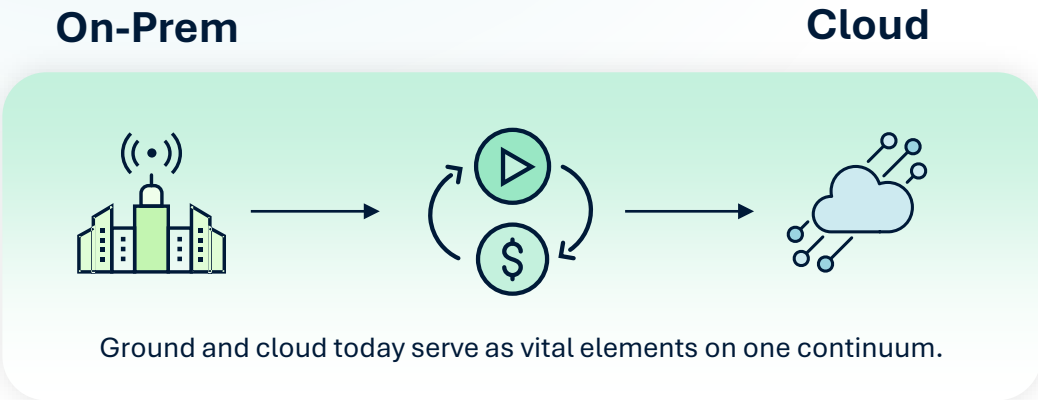 On-Prem
Cloud
$
Ground and cloud today serve as vital elements on one continuum.